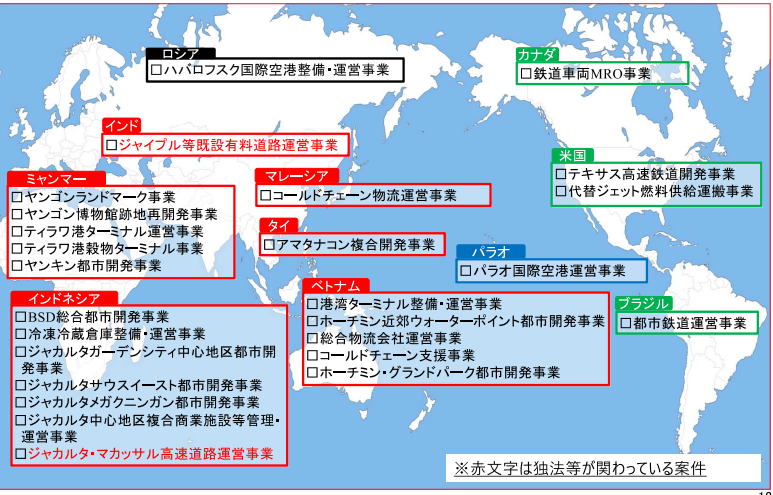 ロシア
□ハバロフスク国際空港整備・運営事業
カナダ
□鉄道車両MRO事業
インド
□ジャイプル等既設有料道路運営事業
米国
□テキサス高速鉄道開発事業
□代替ジェット燃料供給運搬事業
ミャンマー
□ヤンゴンランドマーク事業
□ヤンゴン博物館跡地再開発事業
□ティラワ港ターミナル運営事業
□ティラワ港穀物ターミナル事業
□ヤンキン都市開発事業
マレーシア
□コールドチェーン物流運営事業
タイ
□アマタナコン複合開発事業
パラオ
□パラオ国際空港運営事業
インドネシア
□BSD総合都市開発事業
□冷凍冷蔵倉庫整備・運営事業
□ジャカルタガーデンシティ中心地区都市開
発事業
□ジャカルタサウスイースト都市開発事業
□ジャカルタメガクニンガン都市開発事業
□ジャカルタ中心地区複合商業施設等管理・
運営事業
□ジャカルタ・マカッサル高速道路運営事業
ベトナム
□港湾ターミナル整備・運営事業
□ホーチミン近郊ウォーターポイント都市開発事業
□総合物流会社運営事業
□コールドチェーン支援事業
□ホーチミン・グランドパーク都市開発事業
ブラジル
□都市鉄道運営事業
※赤文字は独法等が関わっている案件